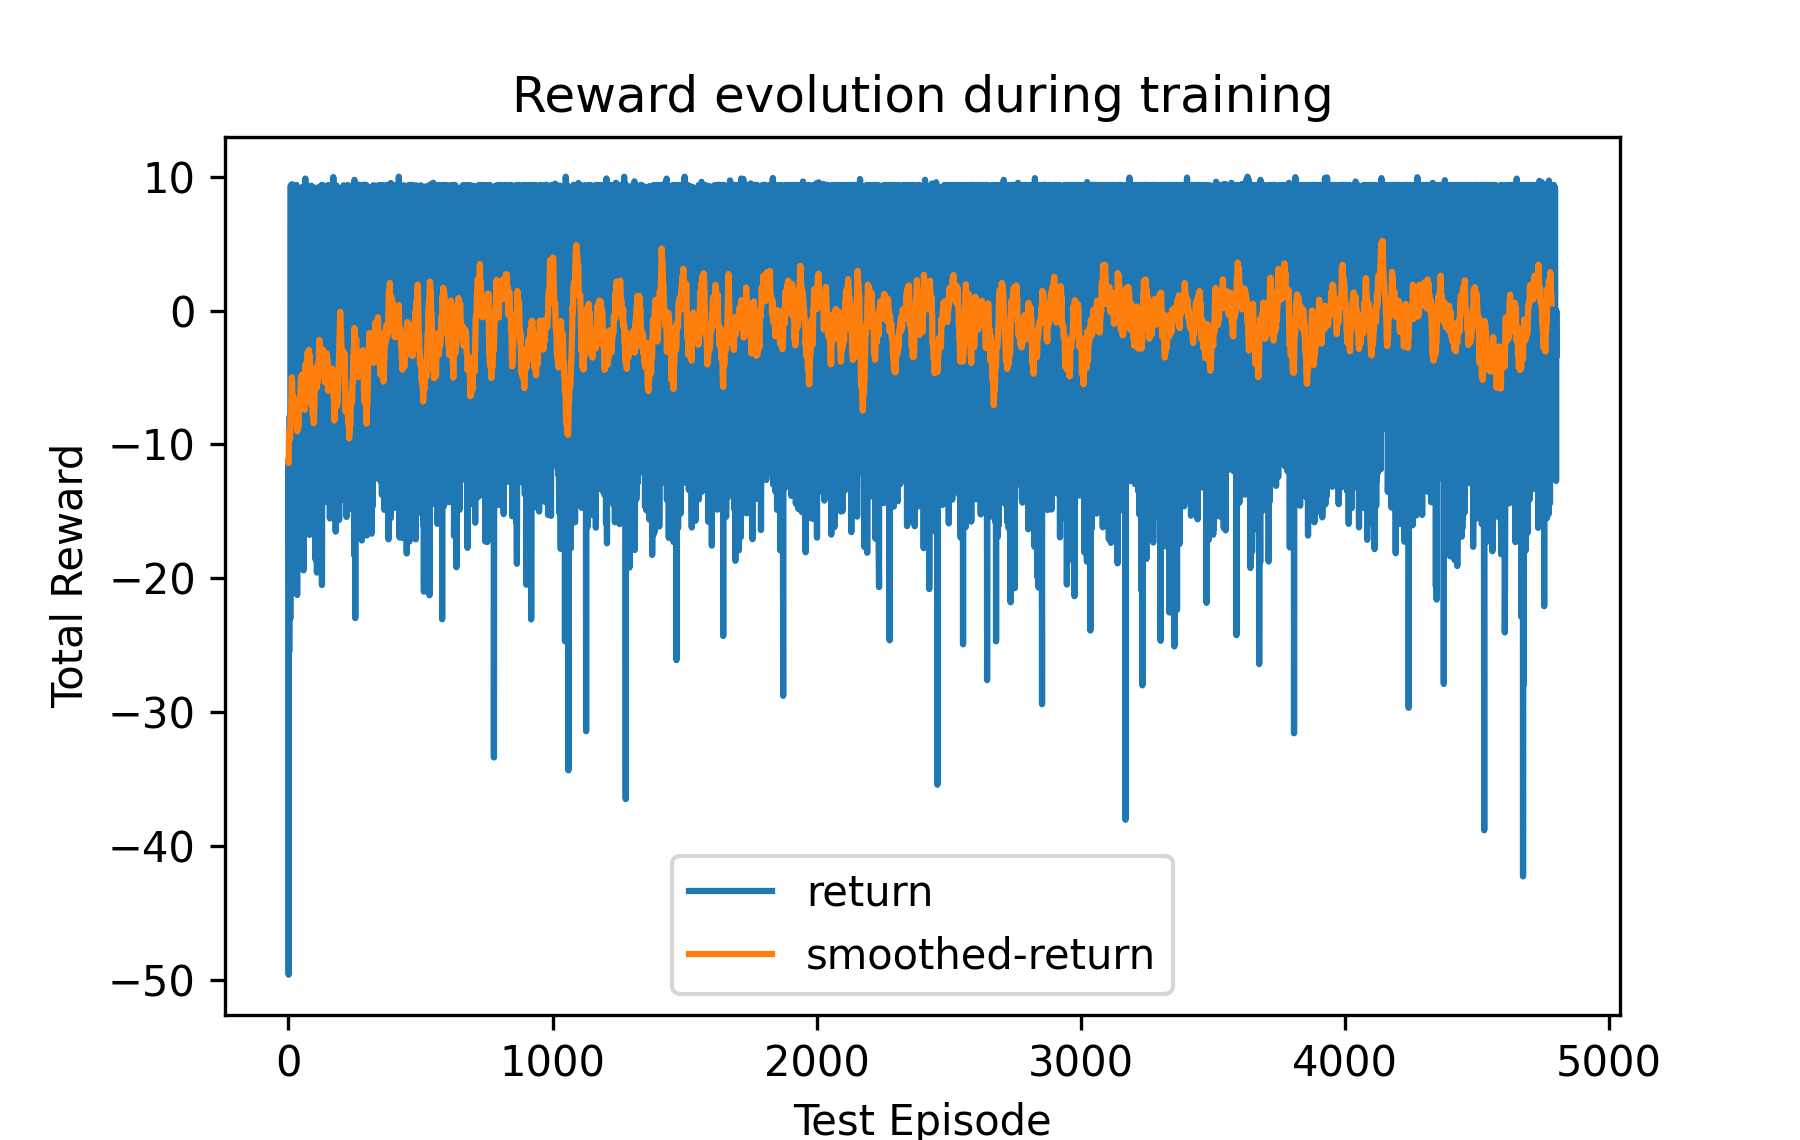 Reward evolution during training
Total Reward
10
0
−10
−20
−30
−40
−50
return
smoothed-return
0 1000 2000 3000 4000 5000
Test Episode